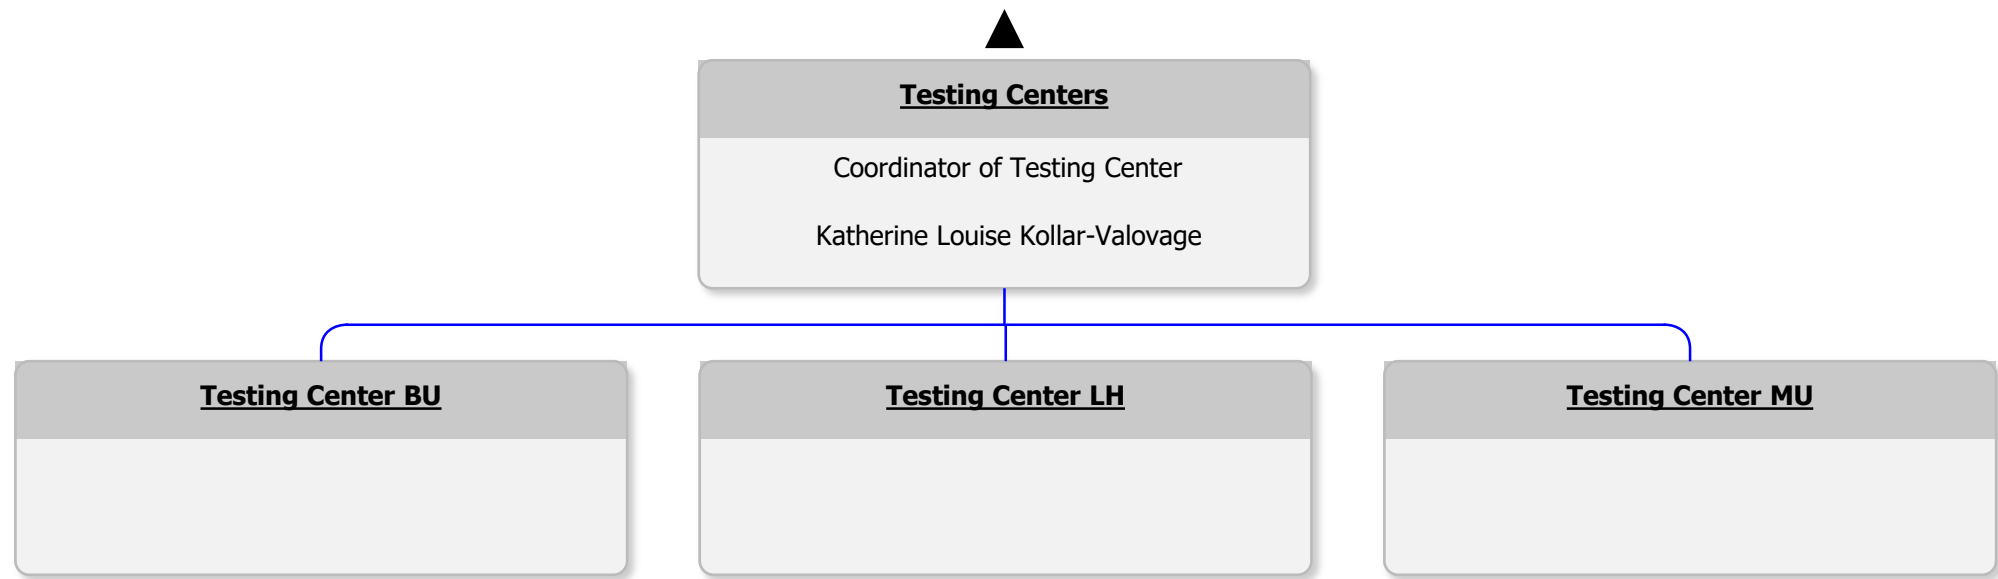 Testing Centers
Coordinator of Testing Center
Katherine Louise Kollar-Valovage
Testing Center BU
Testing Center LH
Testing Center MU